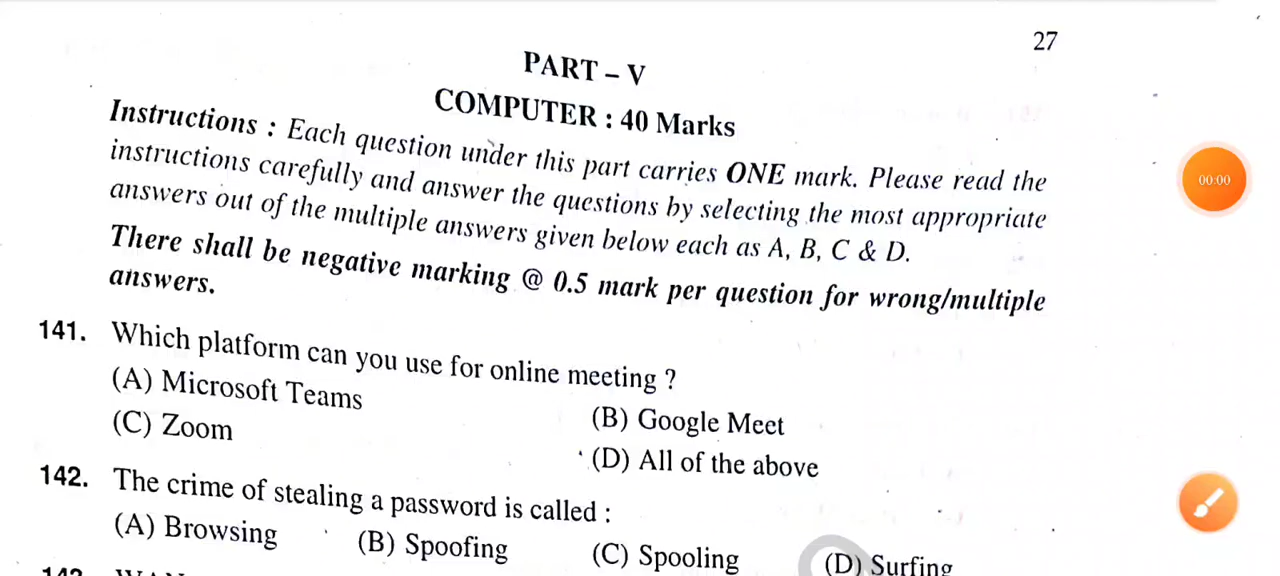 27
PART – V
COMPUTER : 40 Marks
Instructions : Each question under this part carries ONE mark. Please read the
instructions carefully and answer the questions by selecting the most appropriate
answers out of the multiple answers given below each as A, B, C & D.
There shall be negative marking @ 0.5 mark per question for wrong/multiple
answers.
141. Which platform can you use for online meeting ?
(A) Microsoft Teams
(B) Google Meet
(C) Zoom
(D) All of the above
142. The crime of stealing a password is called :
(A) Browsing (B) Spoofing (C) Spooling (D) Surfing
00:00